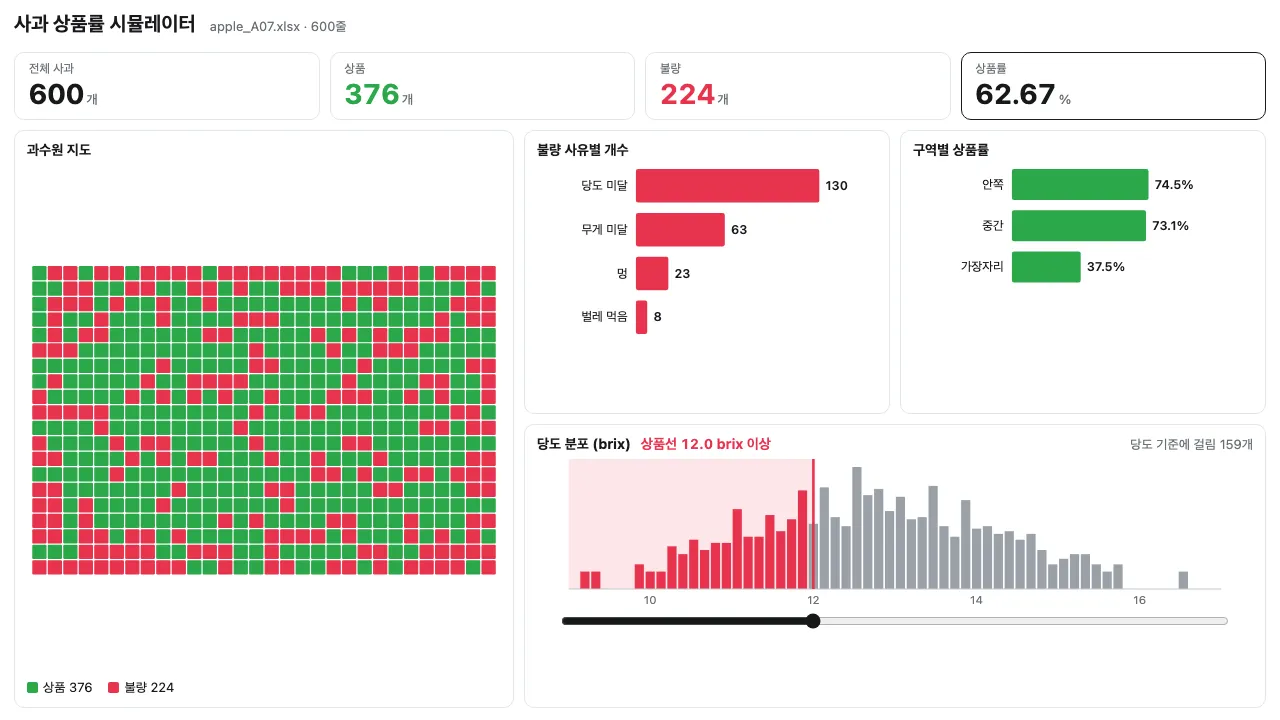 사과 상품률 시뮬레이터 apple_A07.xlsx · 600줄
전체 사과
600개
상품
376개
불량
224개
상품률
62.67%
과수원 지도
상품 376 불량 224
불량 사유별 개수
당도 미달 130
무게 미달 63
멍 23
벌레 먹음 8
구역별 상품률
안쪽 74.5%
중간 73.1%
가장자리 37.5%
당도 분포 (brix) 상품선 12.0 brix 이상 당도 기준에 걸림 159개
10 12 14 16